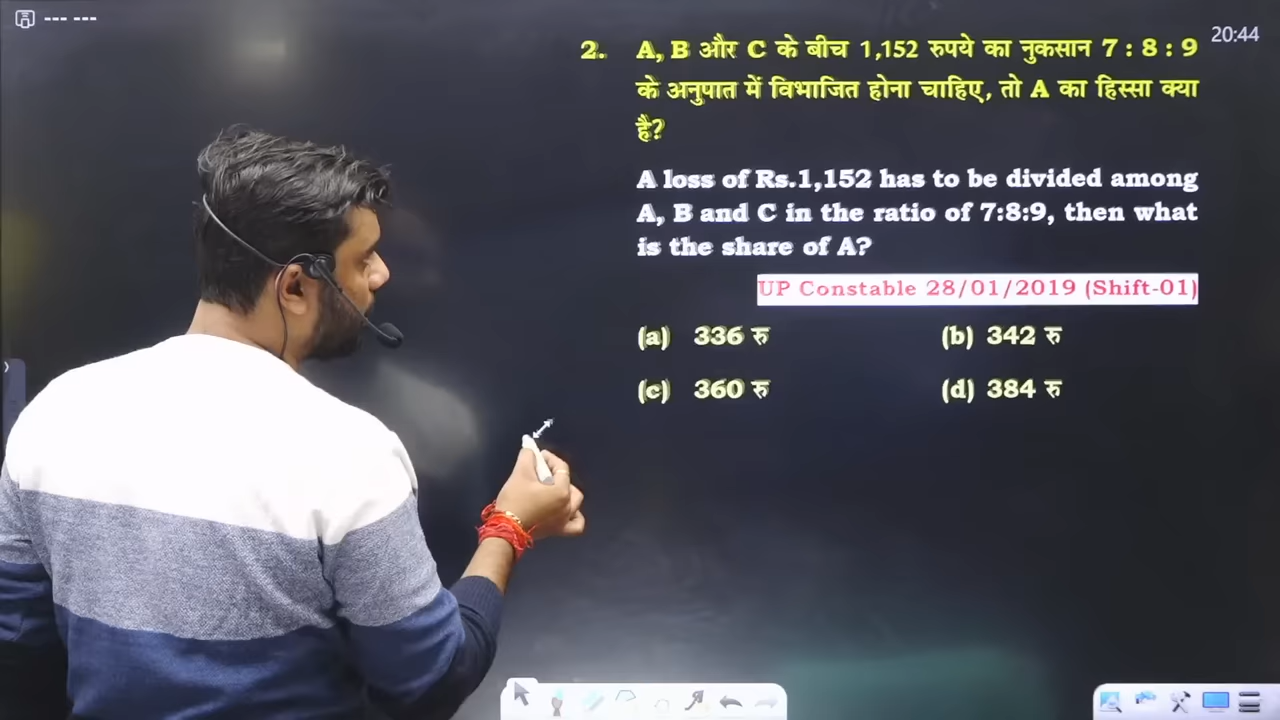 --- ---
20:44
2. A, B और C के बीच 1,152 रुपये का नुकसान 7 : 8 : 9
के अनुपात में विभाजित होना चाहिए, तो A का हिस्सा क्या
है?
A loss of Rs.1,152 has to be divided among
A, B and C in the ratio of 7:8:9, then what
is the share of A?
UP Constable 28/01/2019 (Shift-01)
(a) 336 रु (b) 342 रु
(c) 360 रु (d) 384 रु